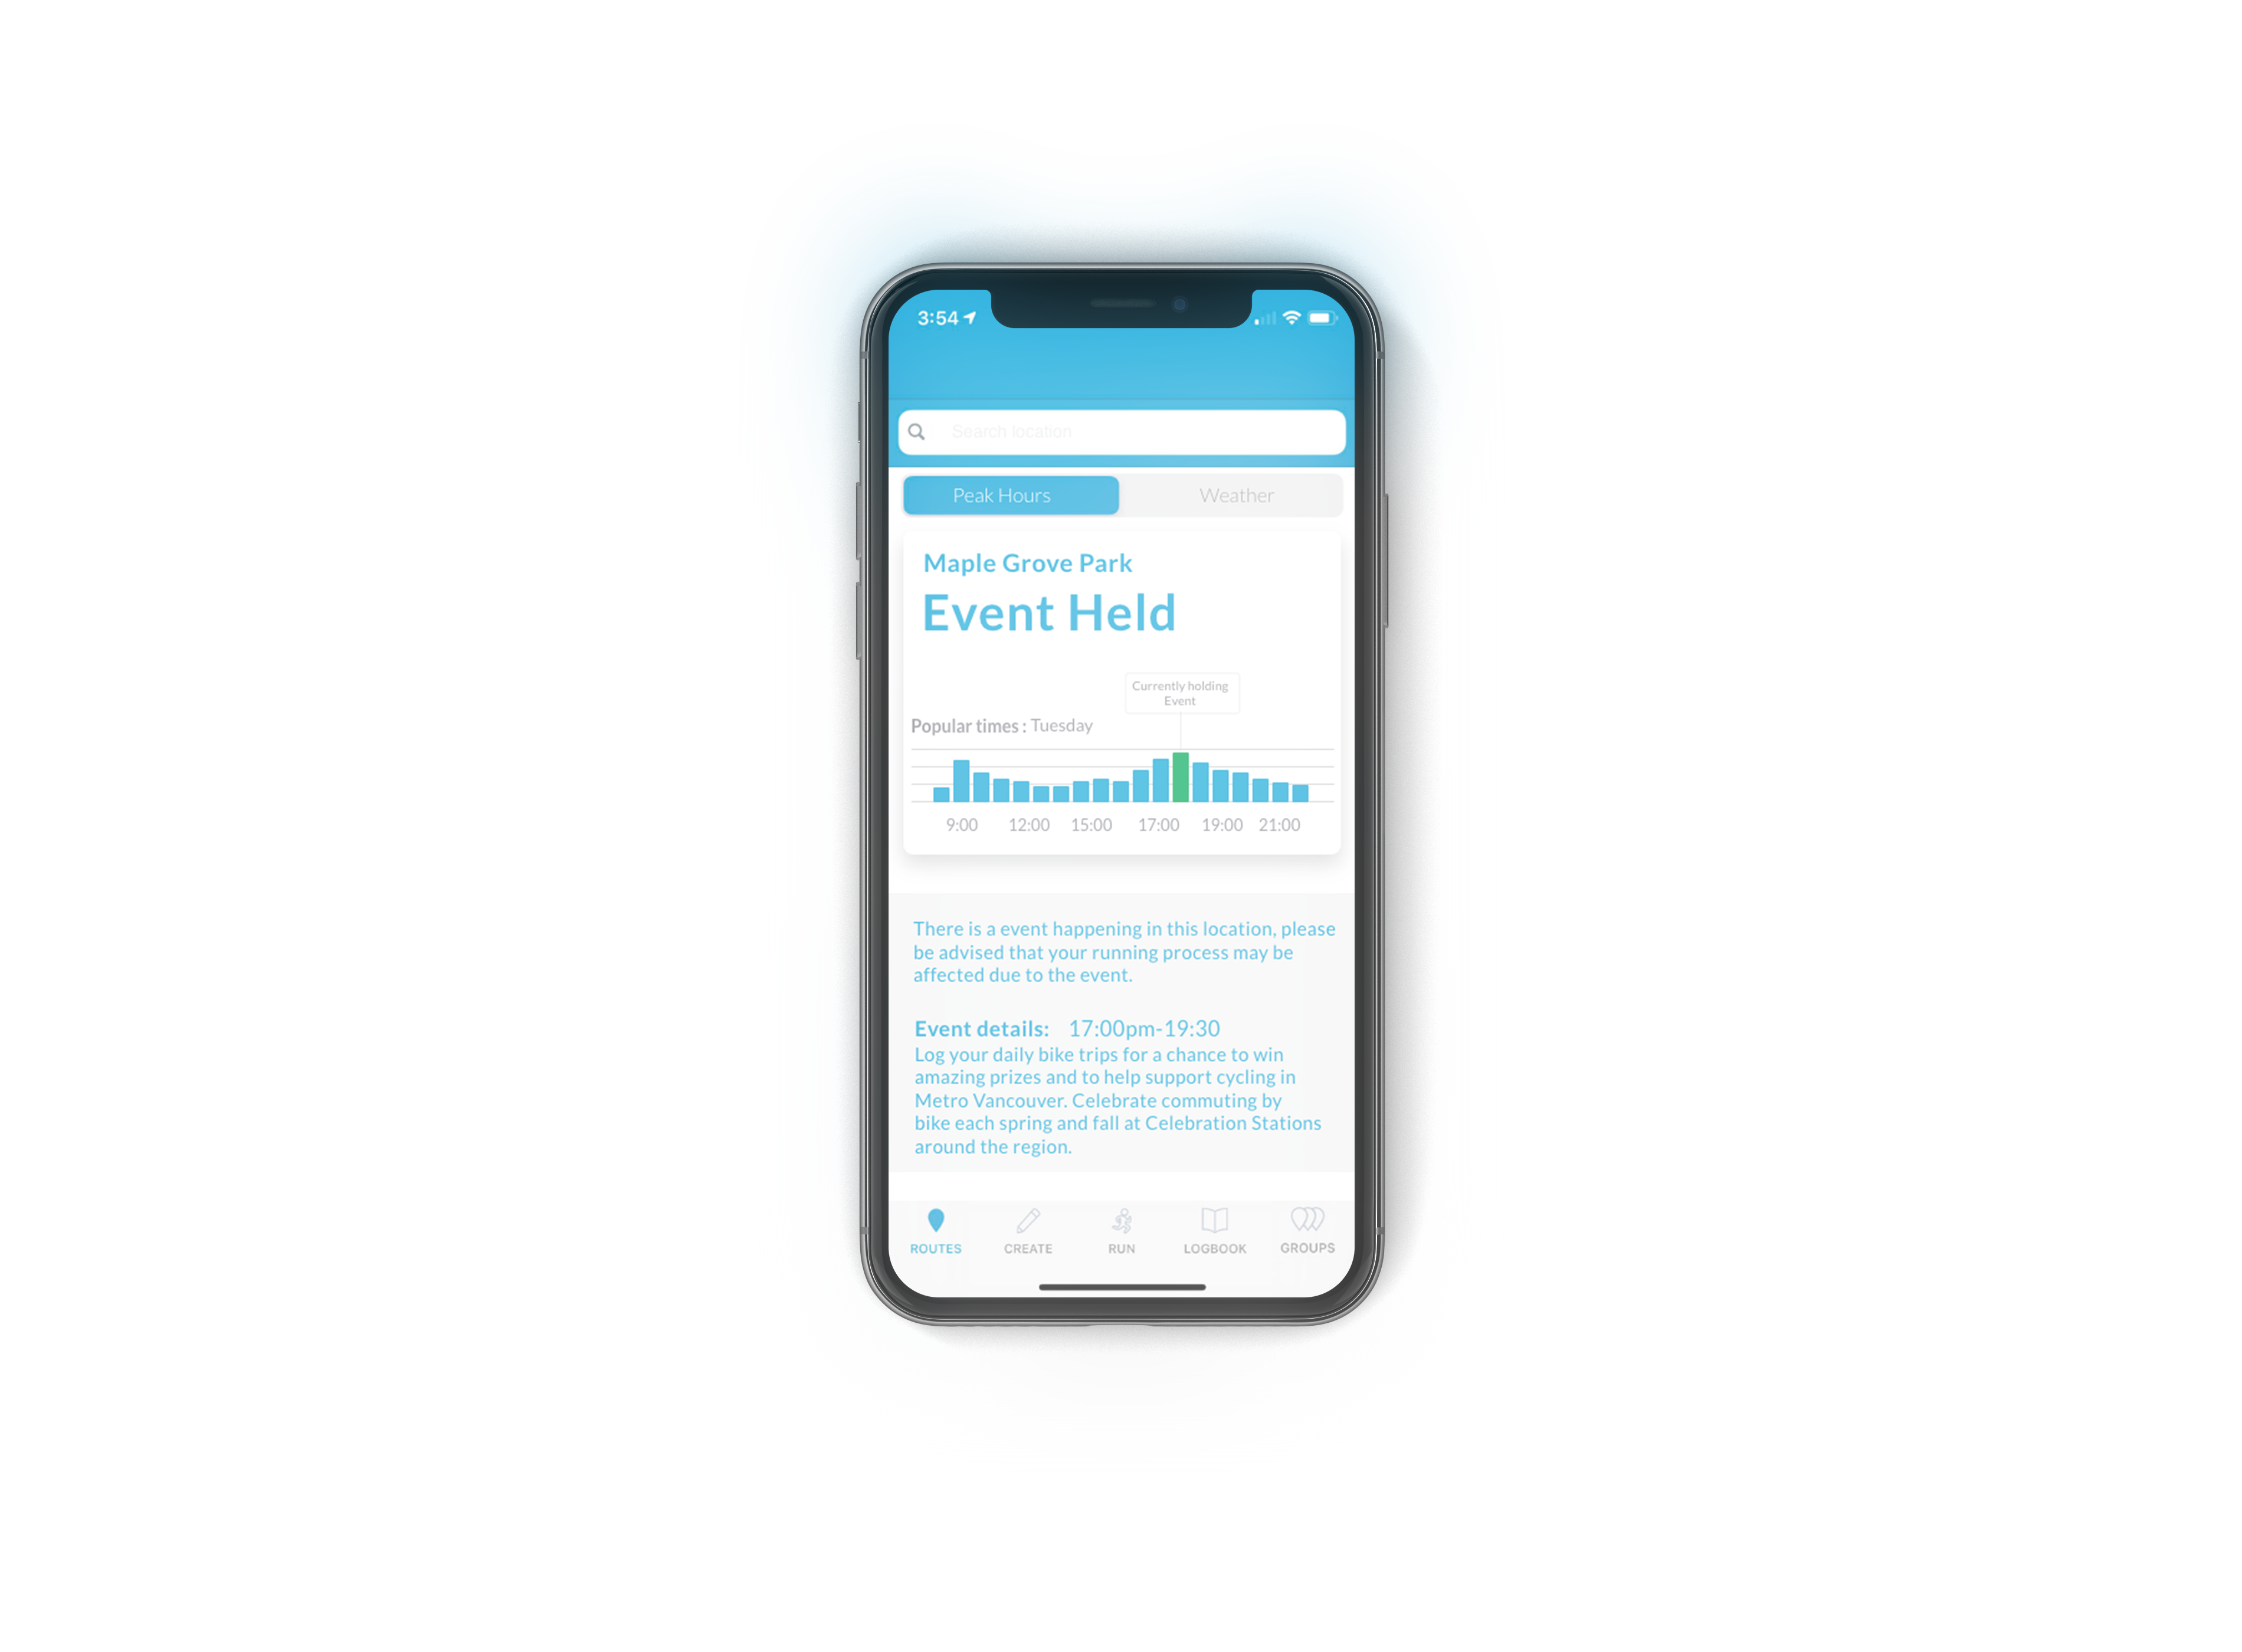 3:54
Search location
Peak Hours Weather
Maple Grove Park
Event Held
Currently holding
Event
Popular times : Tuesday
9:00 12:00 15:00 17:00 19:00 21:00
There is a event happening in this location, please
be advised that your running process may be
affected due to the event.
Event details: 17:00pm-19:30
Log your daily bike trips for a chance to win
amazing prizes and to help support cycling in
Metro Vancouver. Celebrate commuting by
bike each spring and fall at Celebration Stations
around the region.
ROUTES CREATE RUN LOGBOOK GROUPS